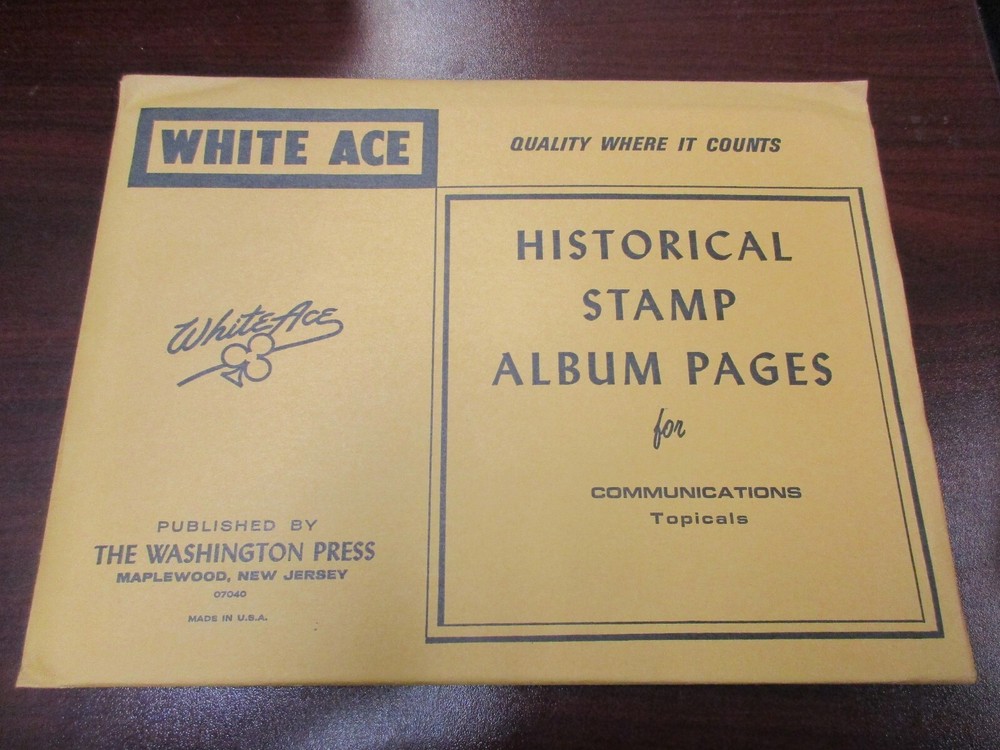 WHITE ACE
QUALITY WHERE IT COUNTS
White Ace
HISTORICAL
STAMP
ALBUM PAGES
for
COMMUNICATIONS
Topicals
PUBLISHED BY
THE WASHINGTON PRESS
MAPLEWOOD, NEW JERSEY
07040
MADE IN U.S.A.